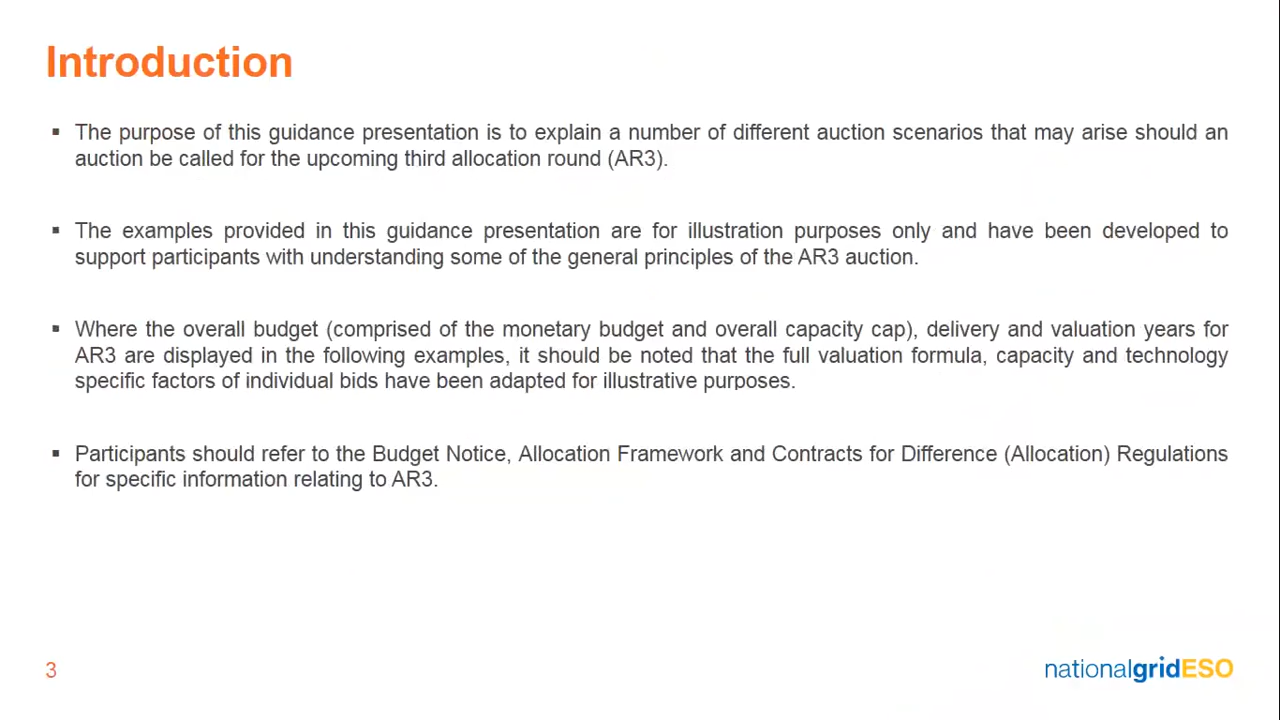 Introduction
▪ The purpose of this guidance presentation is to explain a number of different auction scenarios that may arise should an
auction be called for the upcoming third allocation round (AR3).
▪ The examples provided in this guidance presentation are for illustration purposes only and have been developed to
support participants with understanding some of the general principles of the AR3 auction.
▪ Where the overall budget (comprised of the monetary budget and overall capacity cap), delivery and valuation years for
AR3 are displayed in the following examples, it should be noted that the full valuation formula, capacity and technology
specific factors of individual bids have been adapted for illustrative purposes.
▪ Participants should refer to the Budget Notice, Allocation Framework and Contracts for Difference (Allocation) Regulations
for specific information relating to AR3.
3
nationalgridESO